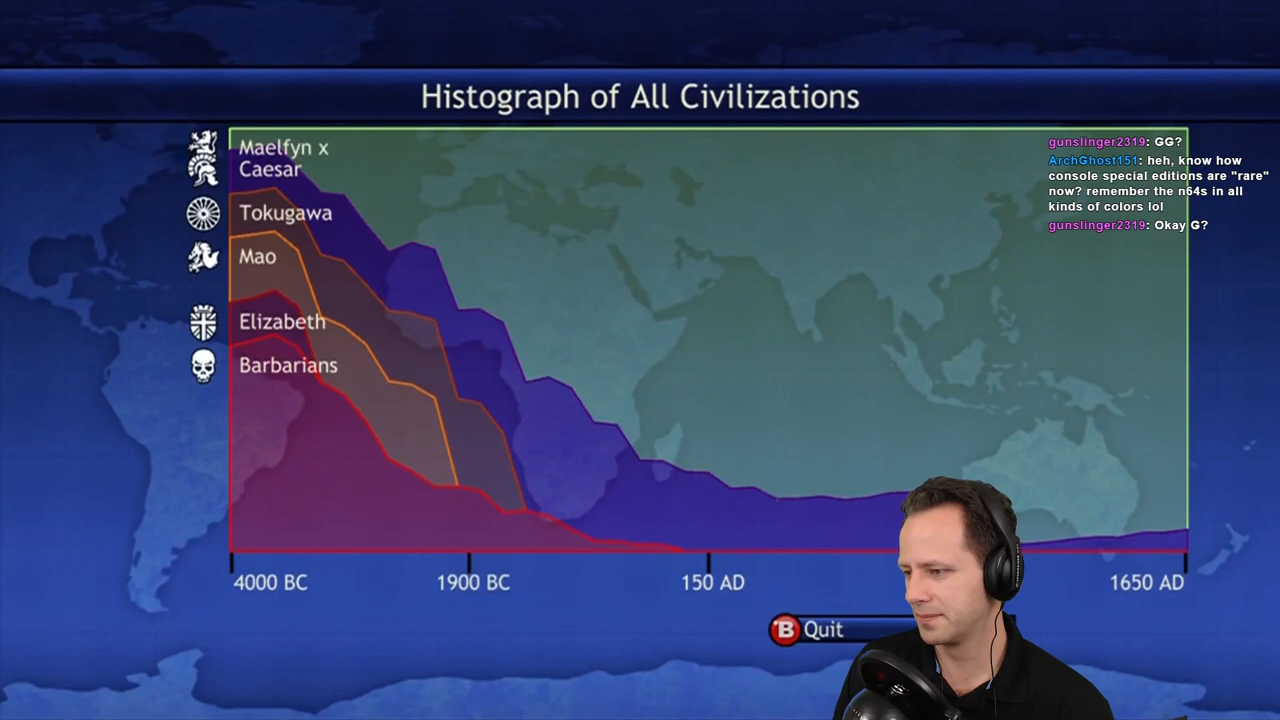 Histograph of All Civilizations
Maelfyn x
Caesar
Tokugawa
Mao
Elizabeth
Barbarians
gunslinger2319: GG?
ArchGhost151: heh, know how
console special editions are "rare"
now? remember the n64s in all
kinds of colors lol
gunslinger2319: Okay G?
4000 BC
1900 BC
150 AD
1650 AD
B Quit